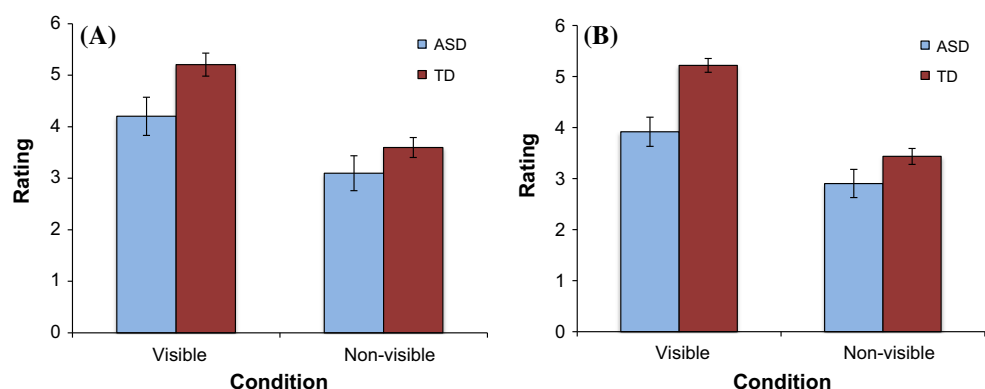 (A)
6
5
4
3
2
1
0
Rating
ASD
TD
Visible
Non-visible
Condition
(B)
6
5
4
3
2
1
0
Rating
ASD
TD
Visible
Non-visible
Condition